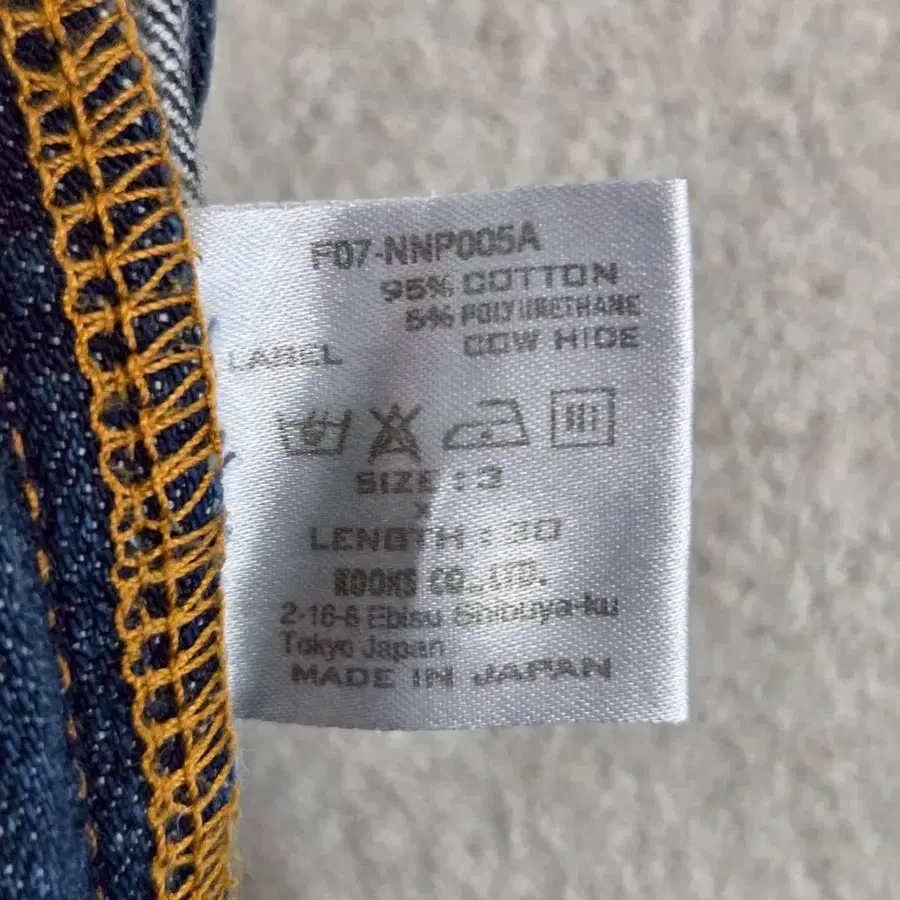 F07-NNP005A
95% COTTON
5% POLYURETHANE
LABEL COW HIDE
SIZE : 3
X
LENGTH : 30
ROOKS CO.,LTD.
2-16-8 Ebisu Shibuya-ku
Tokyo Japan
MADE IN JAPAN